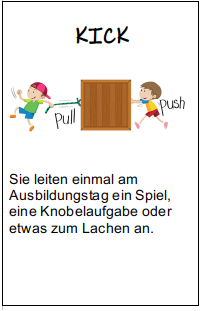 KICK
Pull
Push
Sie leiten einmal am
Ausbildungstag ein Spiel,
eine Knobelaufgabe oder
etwas zum Lachen an.